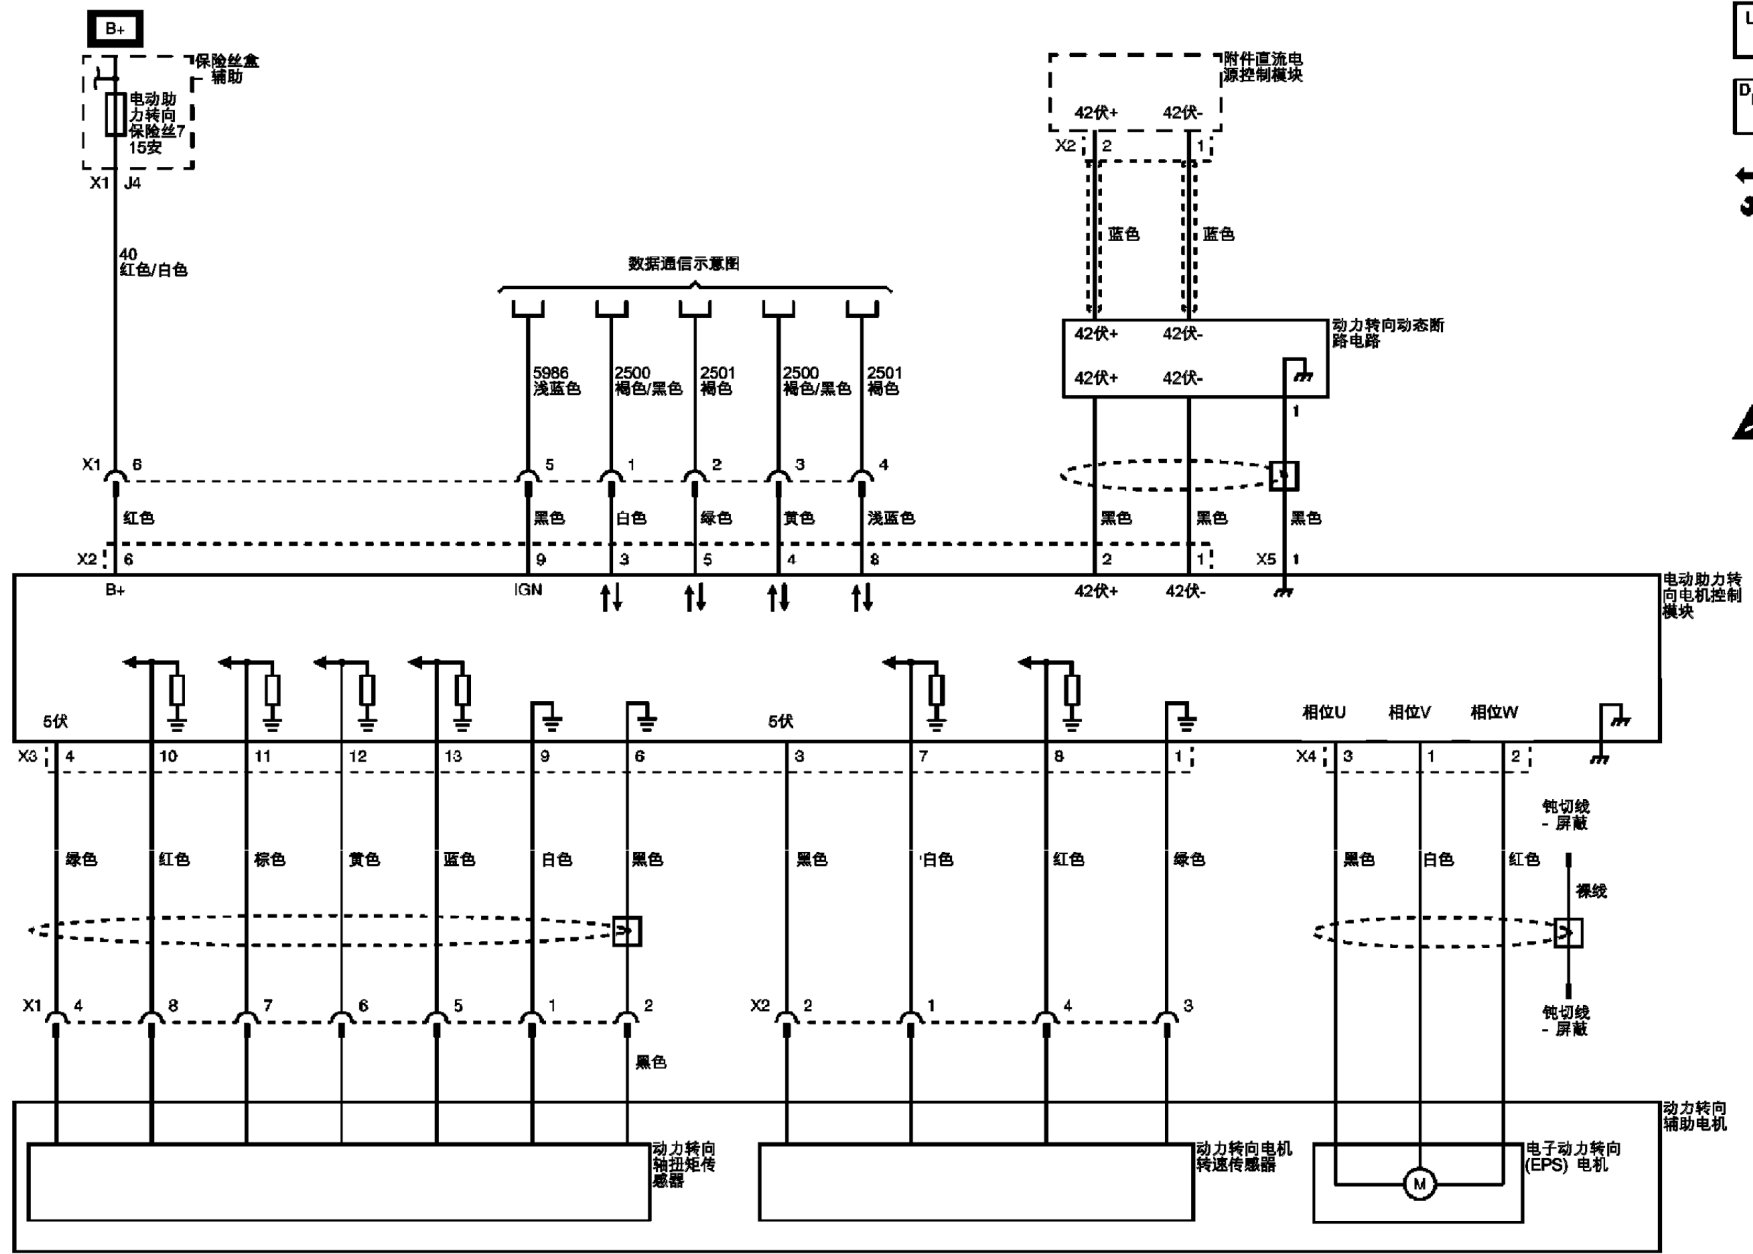 B+
保险丝盒
- 辅助
电动助
力转向
保险丝7
15安
X1 J4
40
红色/白色
附件直流电
源控制模块
42伏+ 42伏-
X2 2 1
蓝色 蓝色
数据通信示意图
动力转向动态断
路电路
42伏+ 42伏-
42伏+ 42伏-
1
5986
浅蓝色
2500
褐色/黑色
2501
褐色
2500
褐色/黑色
2501
褐色
X1 6 5 1 2 3 4
红色 黑色 白色 绿色 黄色 浅蓝色 黑色 黑色 黑色
X2 6 9 3 5 4 8 2 1 X5 1
B+ IGN 42伏+ 42伏-
电动助力转
向电机控制
模块
5伏 5伏 相位U 相位V 相位W
X3 4 10 11 12 13 9 6 3 7 8 1 X4 3 1 2
钝切线
- 屏蔽
绿色 红色 棕色 黄色 蓝色 白色 黑色 黑色 白色 红色 绿色 黑色 白色 红色
裸线
X1 4 8 7 6 5 1 2 X2 2 1 4 3
钝切线
- 屏蔽
黑色
动力转向
辅助电机
动力转向
轴扭矩传
感器
动力转向电机
转速传感器
电子动力转向
(EPS) 电机
M